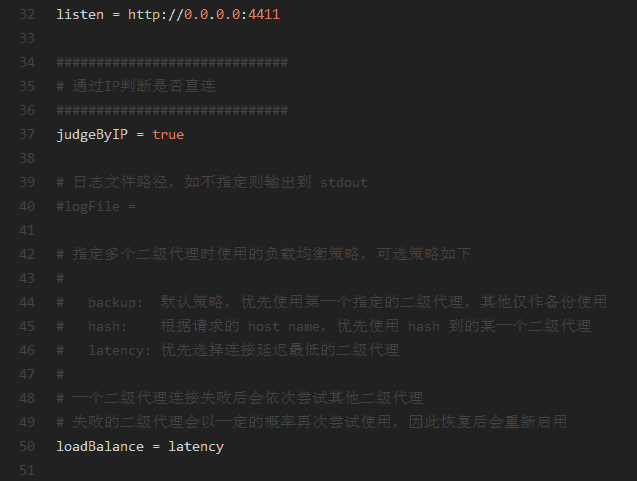 32 listen = http://0.0.0.0:4411
33
34 #############################
35 # 通过IP判断是否直连
36 #############################
37 judgeByIP = true
38
39 # 日志文件路径，如不指定则输出到 stdout
40 #logFile =
41
42 # 指定多个二级代理时使用的负载均衡策略，可选策略如下
43 #
44 #   backup:  默认策略，优先使用第一个指定的二级代理，其他仅作备份使用
45 #   hash:    根据请求的 host name，优先使用 hash 到的某一个二级代理
46 #   latency: 优先选择连接延迟最低的二级代理
47 #
48 # 一个二级代理连接失败后会依次尝试其他二级代理
49 # 失败的二级代理会以一定的概率再次尝试使用，因此恢复后会重新启用
50 loadBalance = latency
51